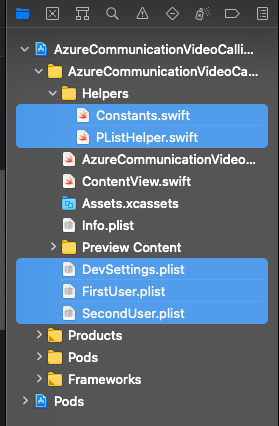 AzureCommunicationVideoCalli...
AzureCommunicationVideoCa...
Helpers
Constants.swift
PListHelper.swift
AzureCommunicationVideo...
ContentView.swift
Assets.xcassets
Info.plist
Preview Content
DevSettings.plist
FirstUser.plist
SecondUser.plist
Products
Pods
Frameworks
Pods